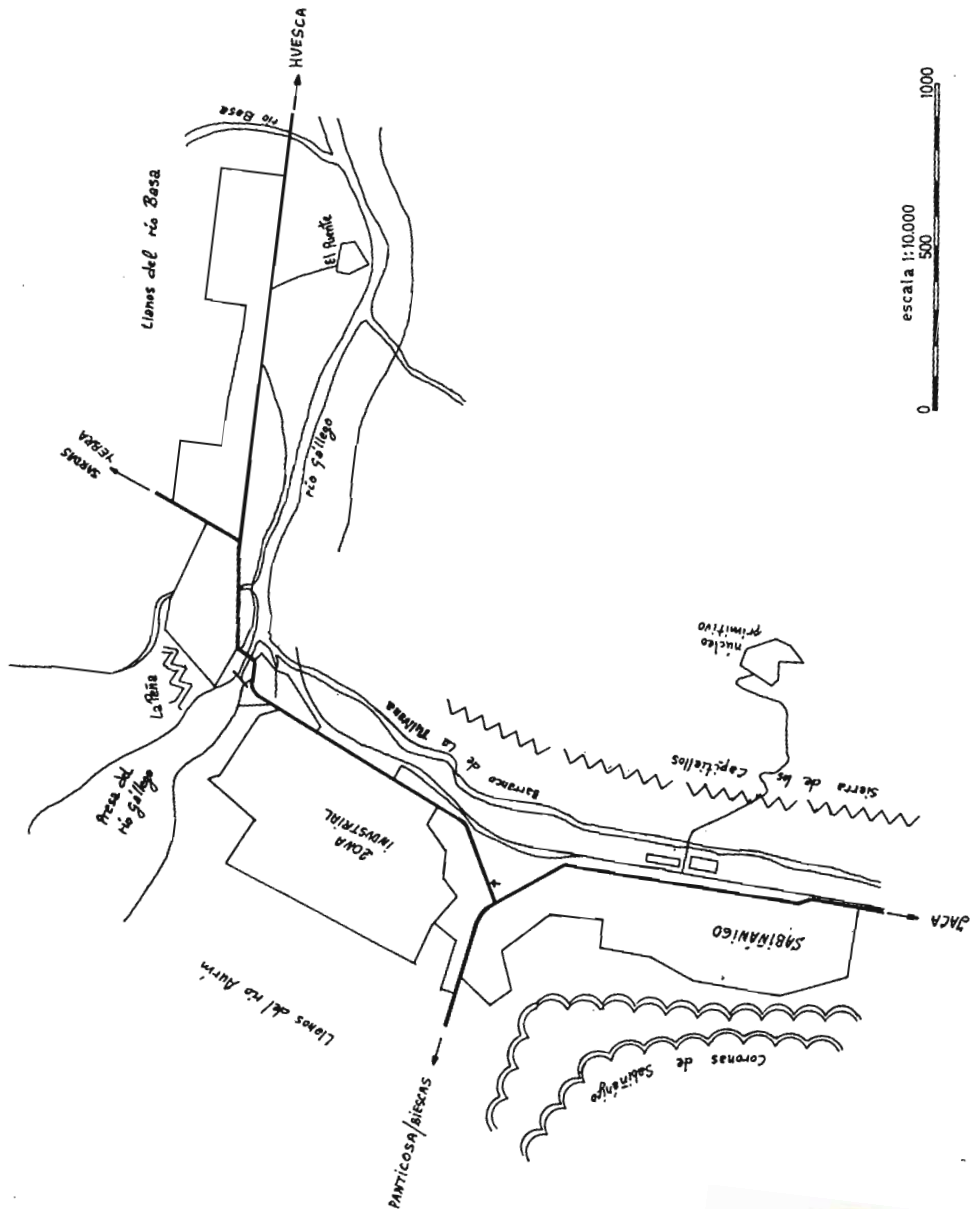 HUESCA
río Basa
Llanos del río Basa
El Puente
SARDAS
YEBRA
río Gállego
La Peña
Presa del
río Gállego
ZONA
INDUSTRIAL
Barranco de La Tulivana
Sierra de los Capitiellos
núcleo
primitivo
Llanos del río Aurín
SABIÑÁNIGO
JACA
PANTICOSA/BIESCAS
Coronas de Sabiñánigo
escala 1:10.000
0 500 1000